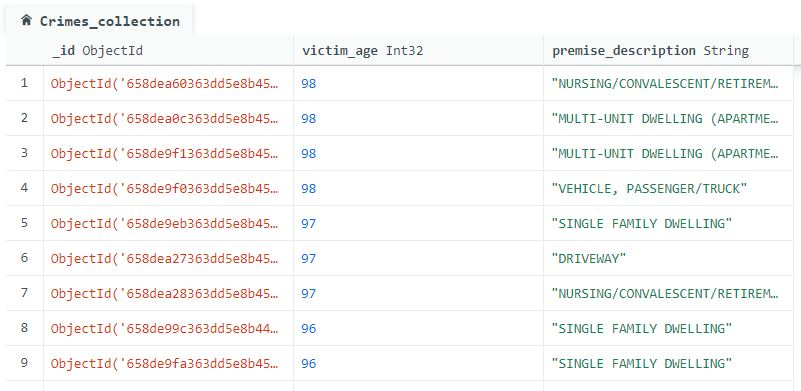 Crimes_collection
_id ObjectId victim_age Int32 premise_description String
1 ObjectId('658dea60363dd5e8b45… 98 "NURSING/CONVALESCENT/RETIREM…
2 ObjectId('658dea0c363dd5e8b45… 98 "MULTI-UNIT DWELLING (APARTME…
3 ObjectId('658de9f1363dd5e8b45… 98 "MULTI-UNIT DWELLING (APARTME…
4 ObjectId('658de9f0363dd5e8b45… 98 "VEHICLE, PASSENGER/TRUCK"
5 ObjectId('658de9eb363dd5e8b45… 97 "SINGLE FAMILY DWELLING"
6 ObjectId('658dea27363dd5e8b45… 97 "DRIVEWAY"
7 ObjectId('658dea28363dd5e8b45… 97 "NURSING/CONVALESCENT/RETIREM…
8 ObjectId('658de99c363dd5e8b44… 96 "SINGLE FAMILY DWELLING"
9 ObjectId('658de9fa363dd5e8b45… 96 "SINGLE FAMILY DWELLING"